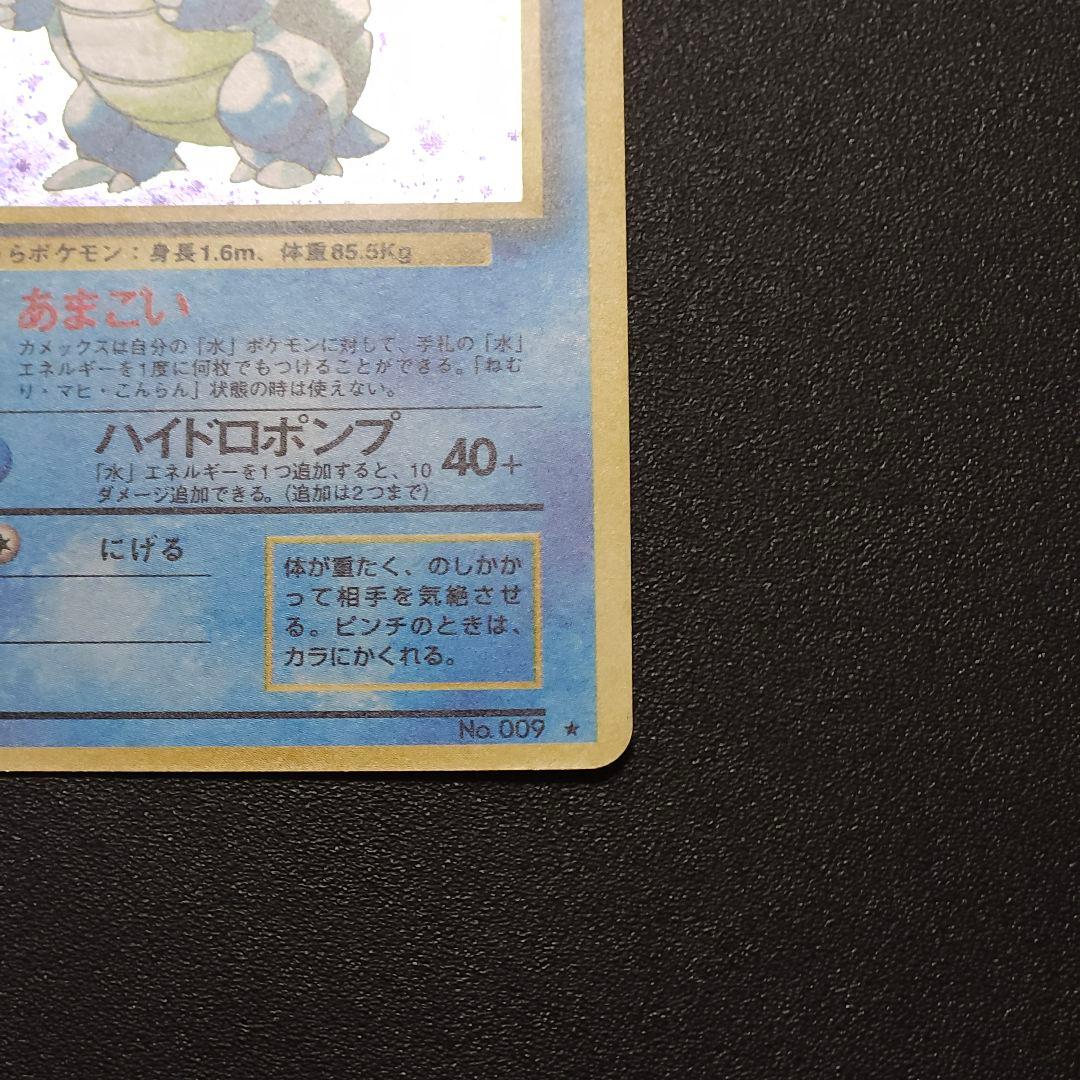 らポケモン：身長1.6m、体重85.5Kg
あまごい
カメックスは自分の「水」ポケモンに対して、手札の「水」
エネルギーを1度に何枚でもつけることができる。「ねむ
り・マヒ・こんらん」状態の時は使えない。
ハイドロポンプ 40+
「水」エネルギーを1つ追加すると、10
ダメージ追加できる。（追加は2つまで）
にげる
体が重たく、のしかか
って相手を気絶させ
る。ピンチのときは、
カラにかくれる。
No. 009 ★